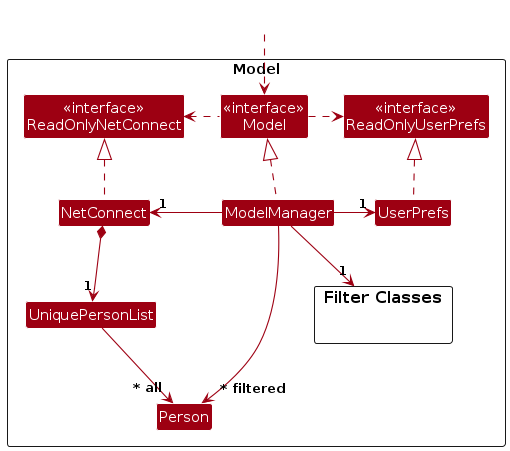 Model
«interface»
ReadOnlyNetConnect
«interface»
Model
«interface»
ReadOnlyUserPrefs
NetConnect
1
ModelManager
1
UserPrefs
1
1
Filter Classes
UniquePersonList
* all
* filtered
Person